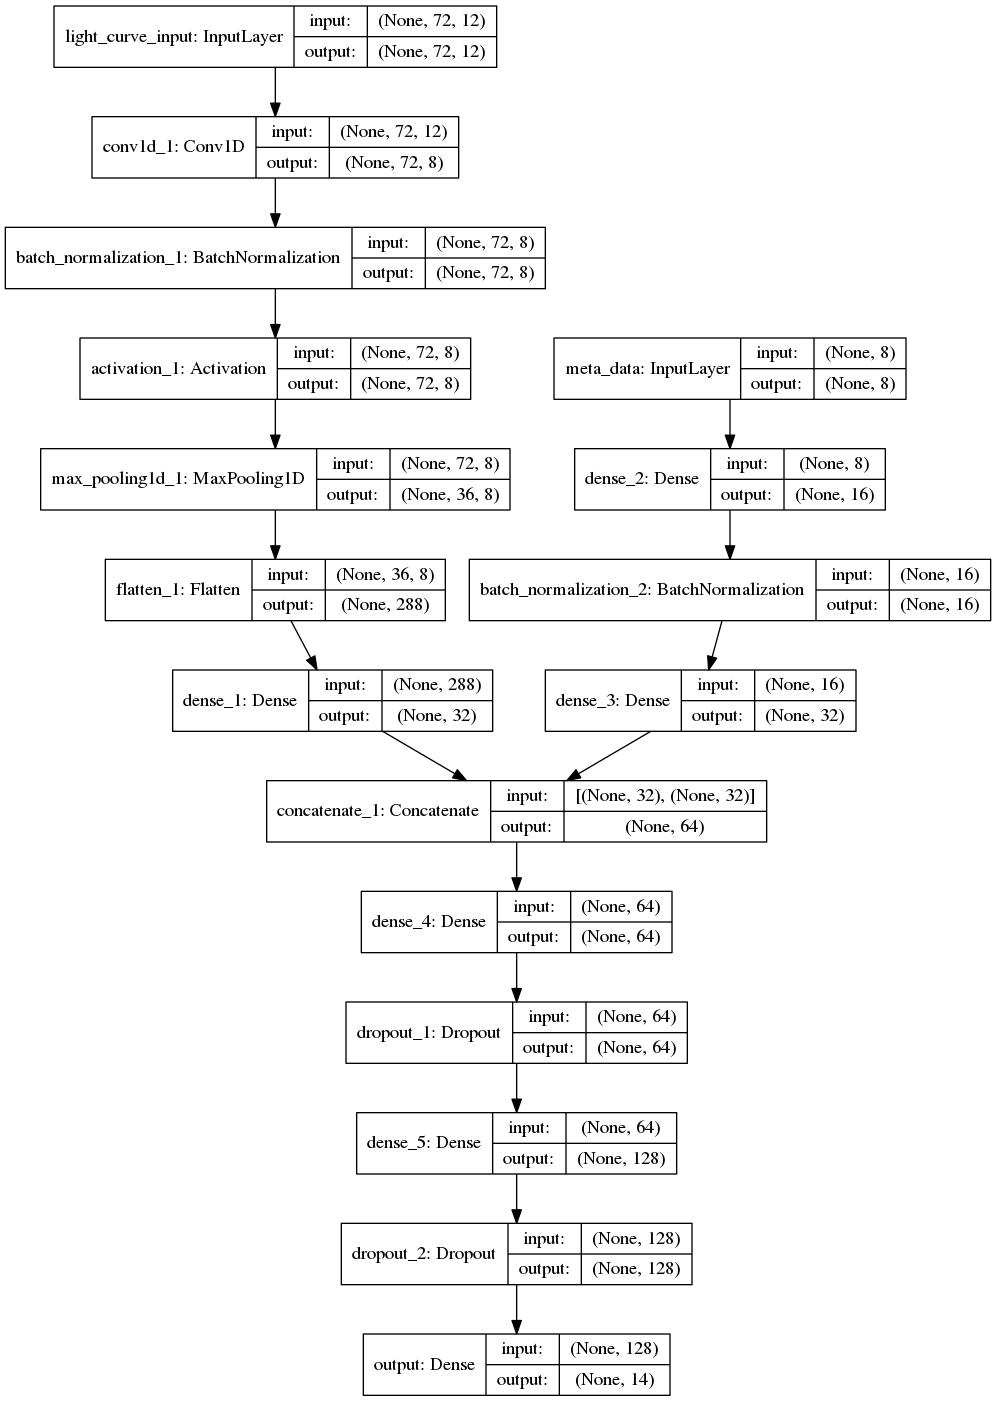 light_curve_input: InputLayer
input:
(None, 72, 12)
output:
(None, 72, 12)
conv1d_1: Conv1D
input:
(None, 72, 12)
output:
(None, 72, 8)
batch_normalization_1: BatchNormalization
input:
(None, 72, 8)
output:
(None, 72, 8)
activation_1: Activation
input:
(None, 72, 8)
output:
(None, 72, 8)
meta_data: InputLayer
input:
(None, 8)
output:
(None, 8)
max_pooling1d_1: MaxPooling1D
input:
(None, 72, 8)
output:
(None, 36, 8)
dense_2: Dense
input:
(None, 8)
output:
(None, 16)
flatten_1: Flatten
input:
(None, 36, 8)
output:
(None, 288)
batch_normalization_2: BatchNormalization
input:
(None, 16)
output:
(None, 16)
dense_1: Dense
input:
(None, 288)
output:
(None, 32)
dense_3: Dense
input:
(None, 16)
output:
(None, 32)
concatenate_1: Concatenate
input:
[(None, 32), (None, 32)]
output:
(None, 64)
dense_4: Dense
input:
(None, 64)
output:
(None, 64)
dropout_1: Dropout
input:
(None, 64)
output:
(None, 64)
dense_5: Dense
input:
(None, 64)
output:
(None, 128)
dropout_2: Dropout
input:
(None, 128)
output:
(None, 128)
output: Dense
input:
(None, 128)
output:
(None, 14)